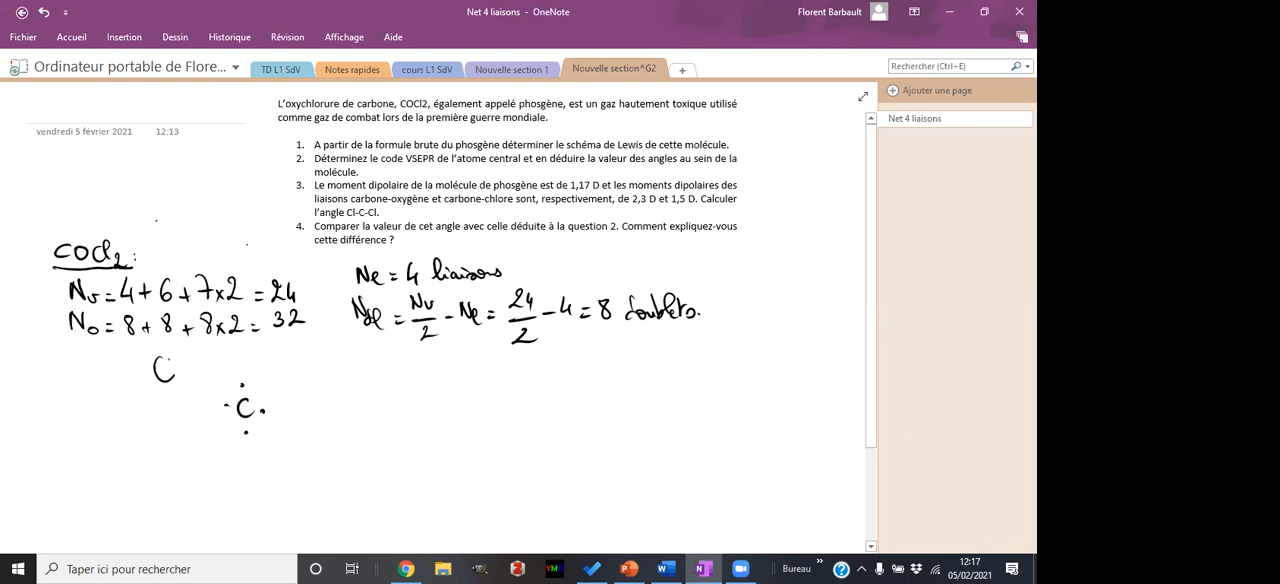 Net 4 liaisons - OneNote
Florent Barbault
Fichier Accueil Insertion Dessin Historique Révision Affichage Aide
Ordinateur portable de Flore...
TD L1 SdV
Notes rapides
cours L1 SdV
Nouvelle section 1
Nouvelle section^G2
Rechercher (Ctrl+E)
Ajouter une page
Net 4 liaisons
vendredi 5 février 2021 12:13
L'oxychlorure de carbone, COCl2, également appelé phosgène, est un gaz hautement toxique utilisé
comme gaz de combat lors de la première guerre mondiale.
1. A partir de la formule brute du phosgène déterminer le schéma de Lewis de cette molécule.
2. Déterminez le code VSEPR de l'atome central et en déduire la valeur des angles au sein de la
molécule.
3. Le moment dipolaire de la molécule de phosgène est de 1,17 D et les moments dipolaires des
liaisons carbone-oxygène et carbone-chlore sont, respectivement, de 2,3 D et 1,5 D. Calculer
l'angle Cl-C-Cl.
4. Comparer la valeur de cet angle avec celle déduite à la question 2. Comment expliquez-vous
cette différence ?
COCl2:
Nv = 4 + 6 + 7x2 = 24
No = 8 + 8 + 8x2 = 32
Nl = 4 liaisons
Ndl = Nv/2 - Nl = 24/2 - 4 = 8 doublets.
C
C
Taper ici pour rechercher
YMD
Bureau
12:17
05/02/2021